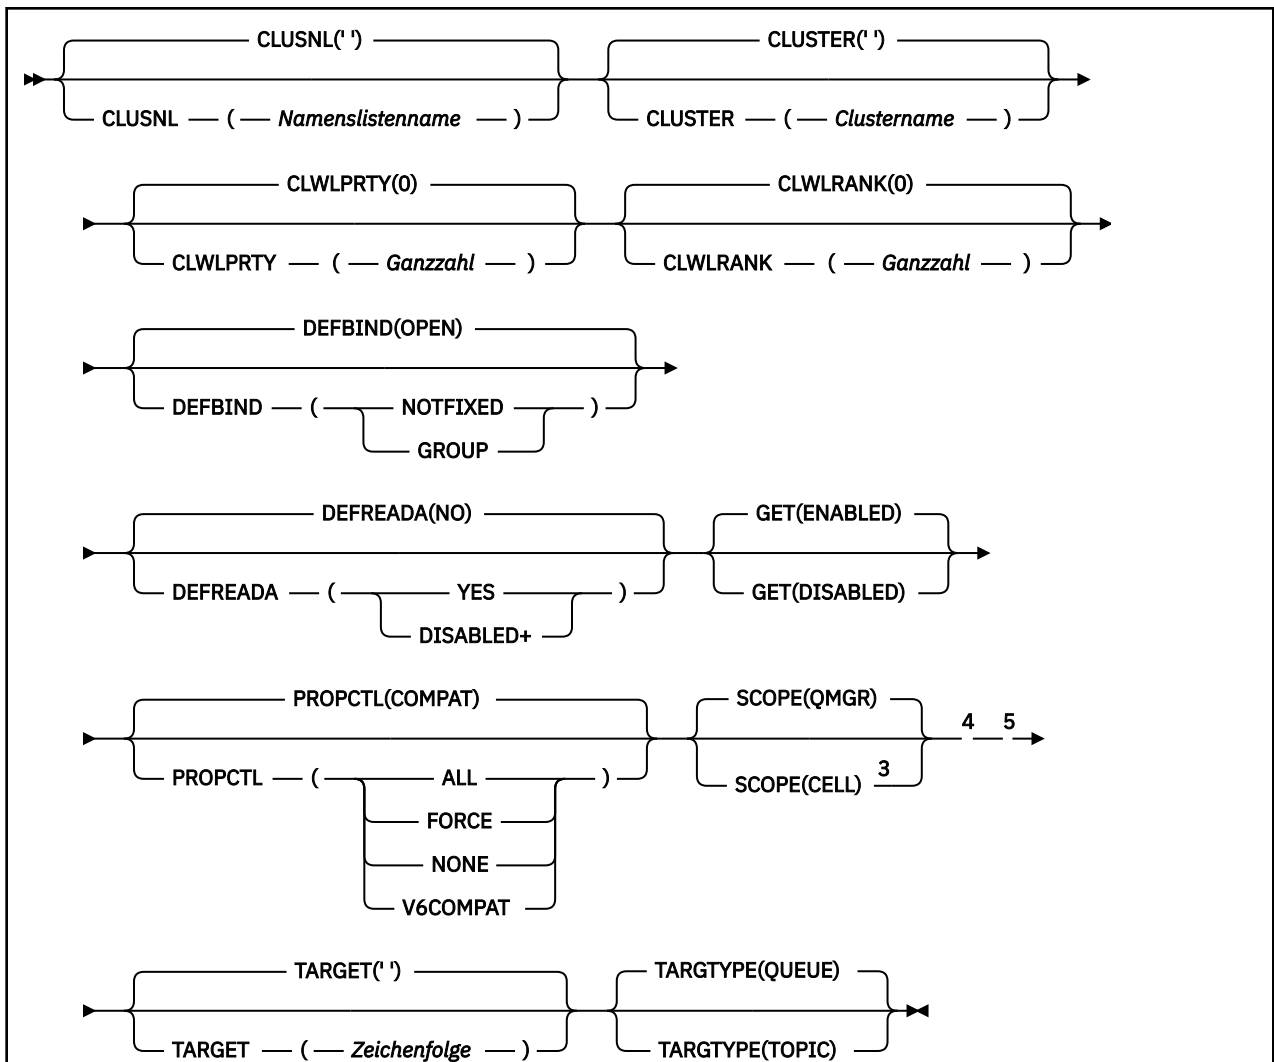 CLUSNL(' ') CLUSTER(' ')
CLUSNL ( Namenslistenname ) CLUSTER ( Clustername )
CLWLPRTY(0) CLWLRANK(0)
CLWLPRTY ( Ganzzahl ) CLWLRANK ( Ganzzahl )
DEFBIND(OPEN)
DEFBIND ( NOTFIXED )
GROUP
DEFREADA(NO) GET(ENABLED)
DEFREADA ( YES ) GET(DISABLED)
DISABLED+
PROPCTL(COMPAT) SCOPE(QMGR) 4 5
PROPCTL ( ALL ) SCOPE(CELL) 3
FORCE
NONE
V6COMPAT
TARGET(' ') TARGTYPE(QUEUE)
TARGET ( Zeichenfolge ) TARGTYPE(TOPIC)